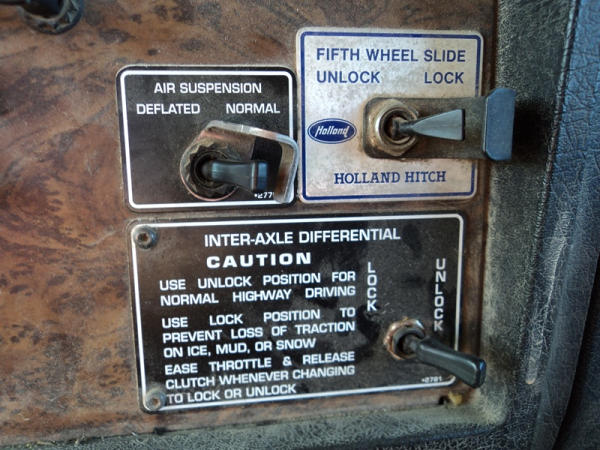 AIR SUSPENSION
DEFLATED NORMAL
FIFTH WHEEL SLIDE
UNLOCK LOCK
Holland
HOLLAND HITCH
INTER-AXLE DIFFERENTIAL
CAUTION
USE UNLOCK POSITION FOR
NORMAL HIGHWAY DRIVING
USE LOCK POSITION TO
PREVENT LOSS OF TRACTION
ON ICE, MUD, OR SNOW
EASE THROTTLE & RELEASE
CLUTCH WHENEVER CHANGING
TO LOCK OR UNLOCK
LOCK
UNLOCK